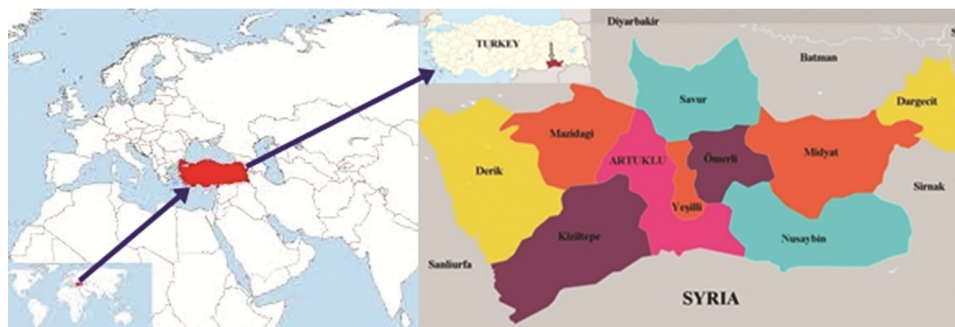 Diyarbakir
TURKEY
Batman
Savur
Dargecit
Mazidagi
ARTUKLU
Ömerli
Midyat
Derik
Sirnak
Yeşilli
Kiziltepe
Nusaybin
Sanliurfa
SYRIA